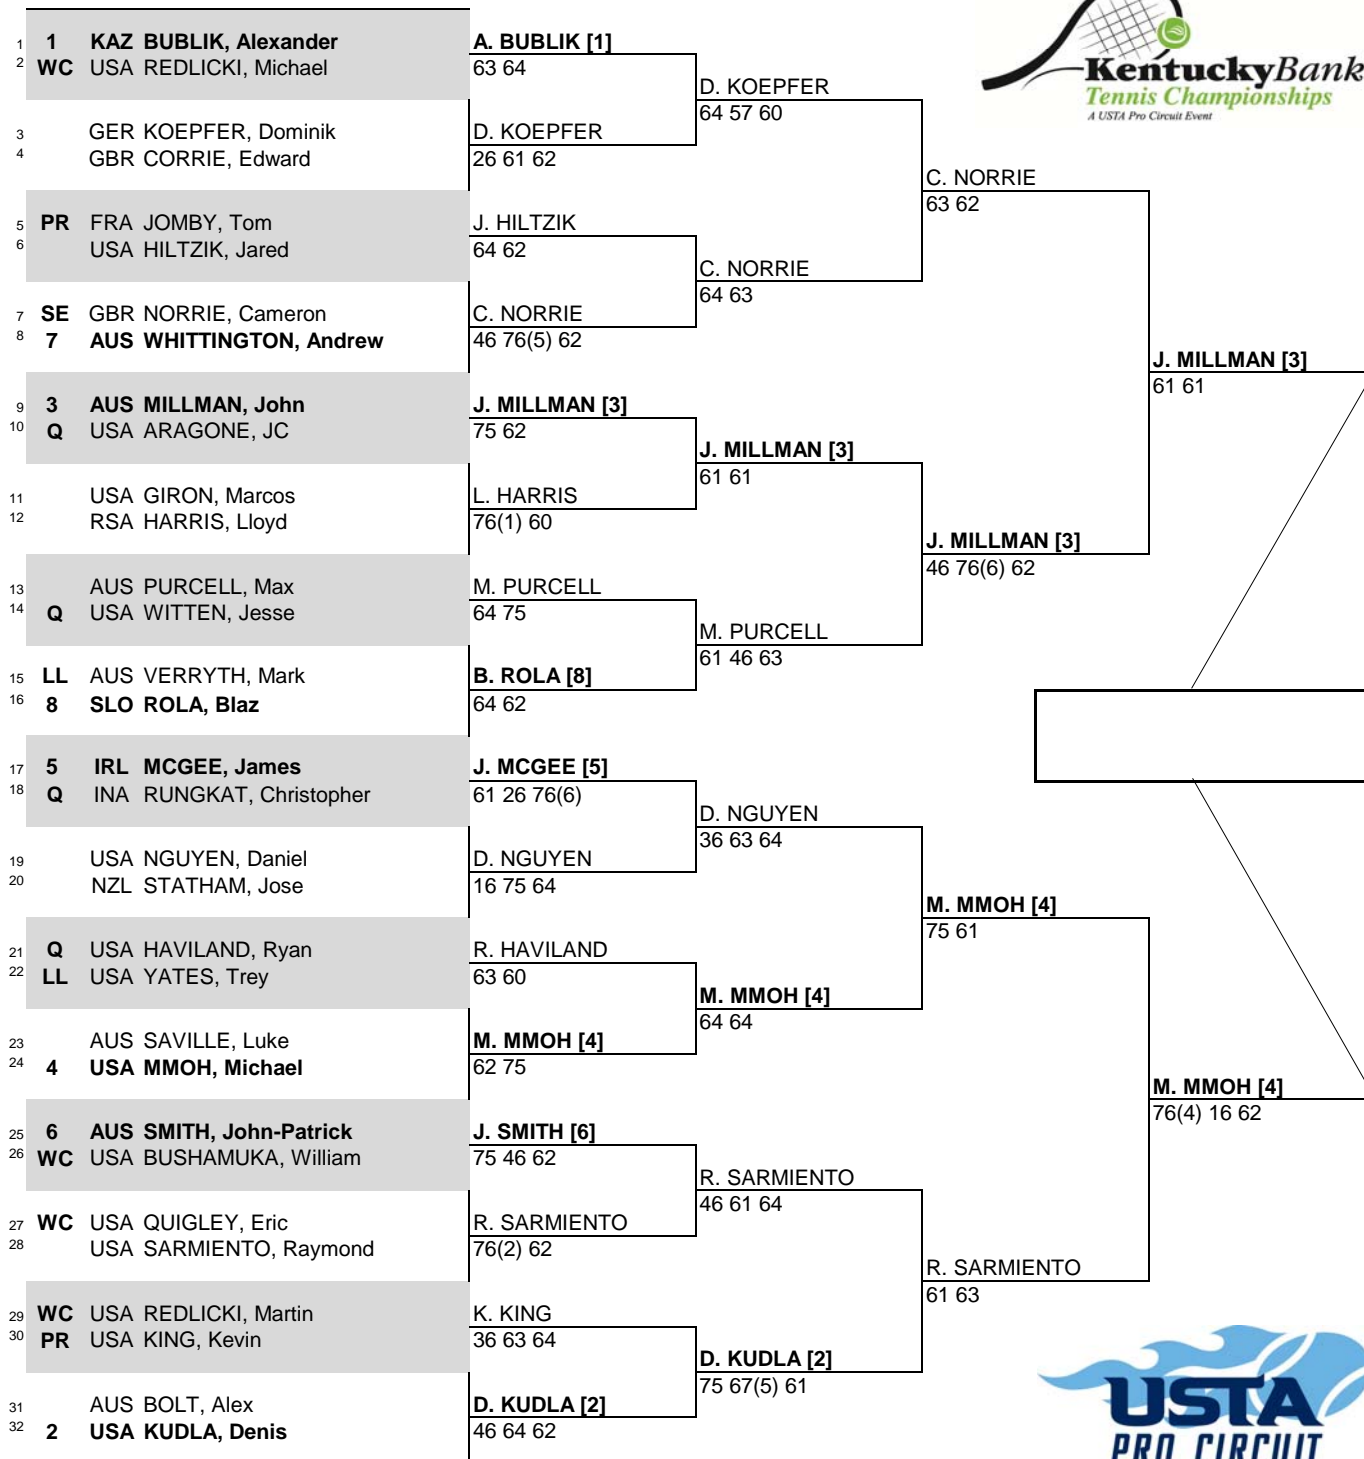 1 1 KAZ BUBLIK, Alexander
2 WC USA REDLICKI, Michael
3 GER KOEPFER, Dominik
4 GBR CORRIE, Edward
5 PR FRA JOMBY, Tom
6 USA HILTZIK, Jared
7 SE GBR NORRIE, Cameron
8 7 AUS WHITTINGTON, Andrew
9 3 AUS MILLMAN, John
10 Q USA ARAGONE, JC
11 USA GIRON, Marcos
12 RSA HARRIS, Lloyd
13 AUS PURCELL, Max
14 Q USA WITTEN, Jesse
15 LL AUS VERRYTH, Mark
16 8 SLO ROLA, Blaz
17 5 IRL MCGEE, James
18 Q INA RUNGKAT, Christopher
19 USA NGUYEN, Daniel
20 NZL STATHAM, Jose
21 Q USA HAVILAND, Ryan
22 LL USA YATES, Trey
23 AUS SAVILLE, Luke
24 4 USA MMOH, Michael
25 6 AUS SMITH, John-Patrick
26 WC USA BUSHAMUKA, William
27 WC USA QUIGLEY, Eric
28 USA SARMIENTO, Raymond
29 WC USA REDLICKI, Martin
30 PR USA KING, Kevin
31 AUS BOLT, Alex
32 2 USA KUDLA, Denis
A. BUBLIK [1]
63 64
D. KOEPFER
26 61 62
J. HILTZIK
64 62
C. NORRIE
46 76(5) 62
J. MILLMAN [3]
75 62
L. HARRIS
76(1) 60
M. PURCELL
64 75
B. ROLA [8]
64 62
J. MCGEE [5]
61 26 76(6)
D. NGUYEN
16 75 64
R. HAVILAND
63 60
M. MMOH [4]
62 75
J. SMITH [6]
75 46 62
R. SARMIENTO
76(2) 62
K. KING
36 63 64
D. KUDLA [2]
46 64 62
D. KOEPFER
64 57 60
C. NORRIE
64 63
J. MILLMAN [3]
61 61
M. PURCELL
61 46 63
D. NGUYEN
36 63 64
M. MMOH [4]
64 64
R. SARMIENTO
46 61 64
D. KUDLA [2]
75 67(5) 61
C. NORRIE
63 62
J. MILLMAN [3]
46 76(6) 62
M. MMOH [4]
75 61
R. SARMIENTO
61 63
J. MILLMAN [3]
61 61
M. MMOH [4]
76(4) 16 62
KentuckyBank
Tennis Championships
A USTA Pro Circuit Event
USTA
PRO CIRCUIT